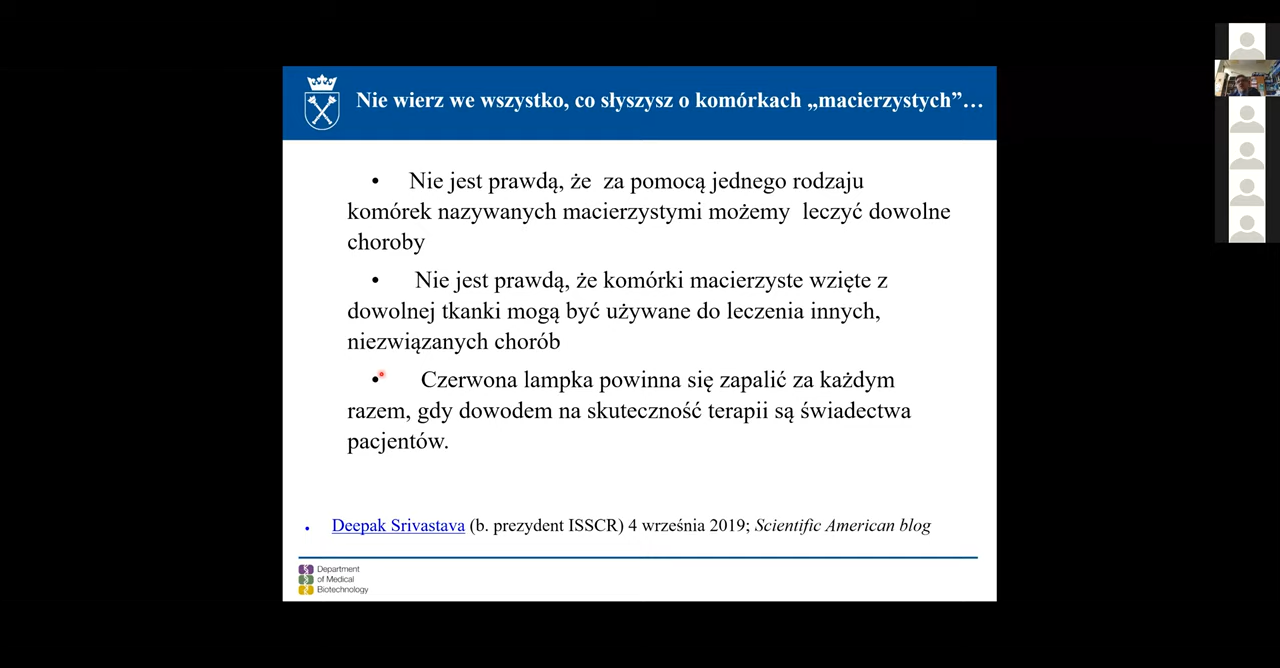 Nie wierz we wszystko, co słyszysz o komórkach „macierzystych”…
• Nie jest prawdą, że za pomocą jednego rodzaju
komórek nazywanych macierzystymi możemy leczyć dowolne
choroby
• Nie jest prawdą, że komórki macierzyste wzięte z
dowolnej tkanki mogą być używane do leczenia innych,
niezwiązanych chorób
• Czerwona lampka powinna się zapalić za każdym
razem, gdy dowodem na skuteczność terapii są świadectwa
pacjentów.
• Deepak Srivastava (b. prezydent ISSCR) 4 września 2019; Scientific American blog
Department
of Medical
Biotechnology